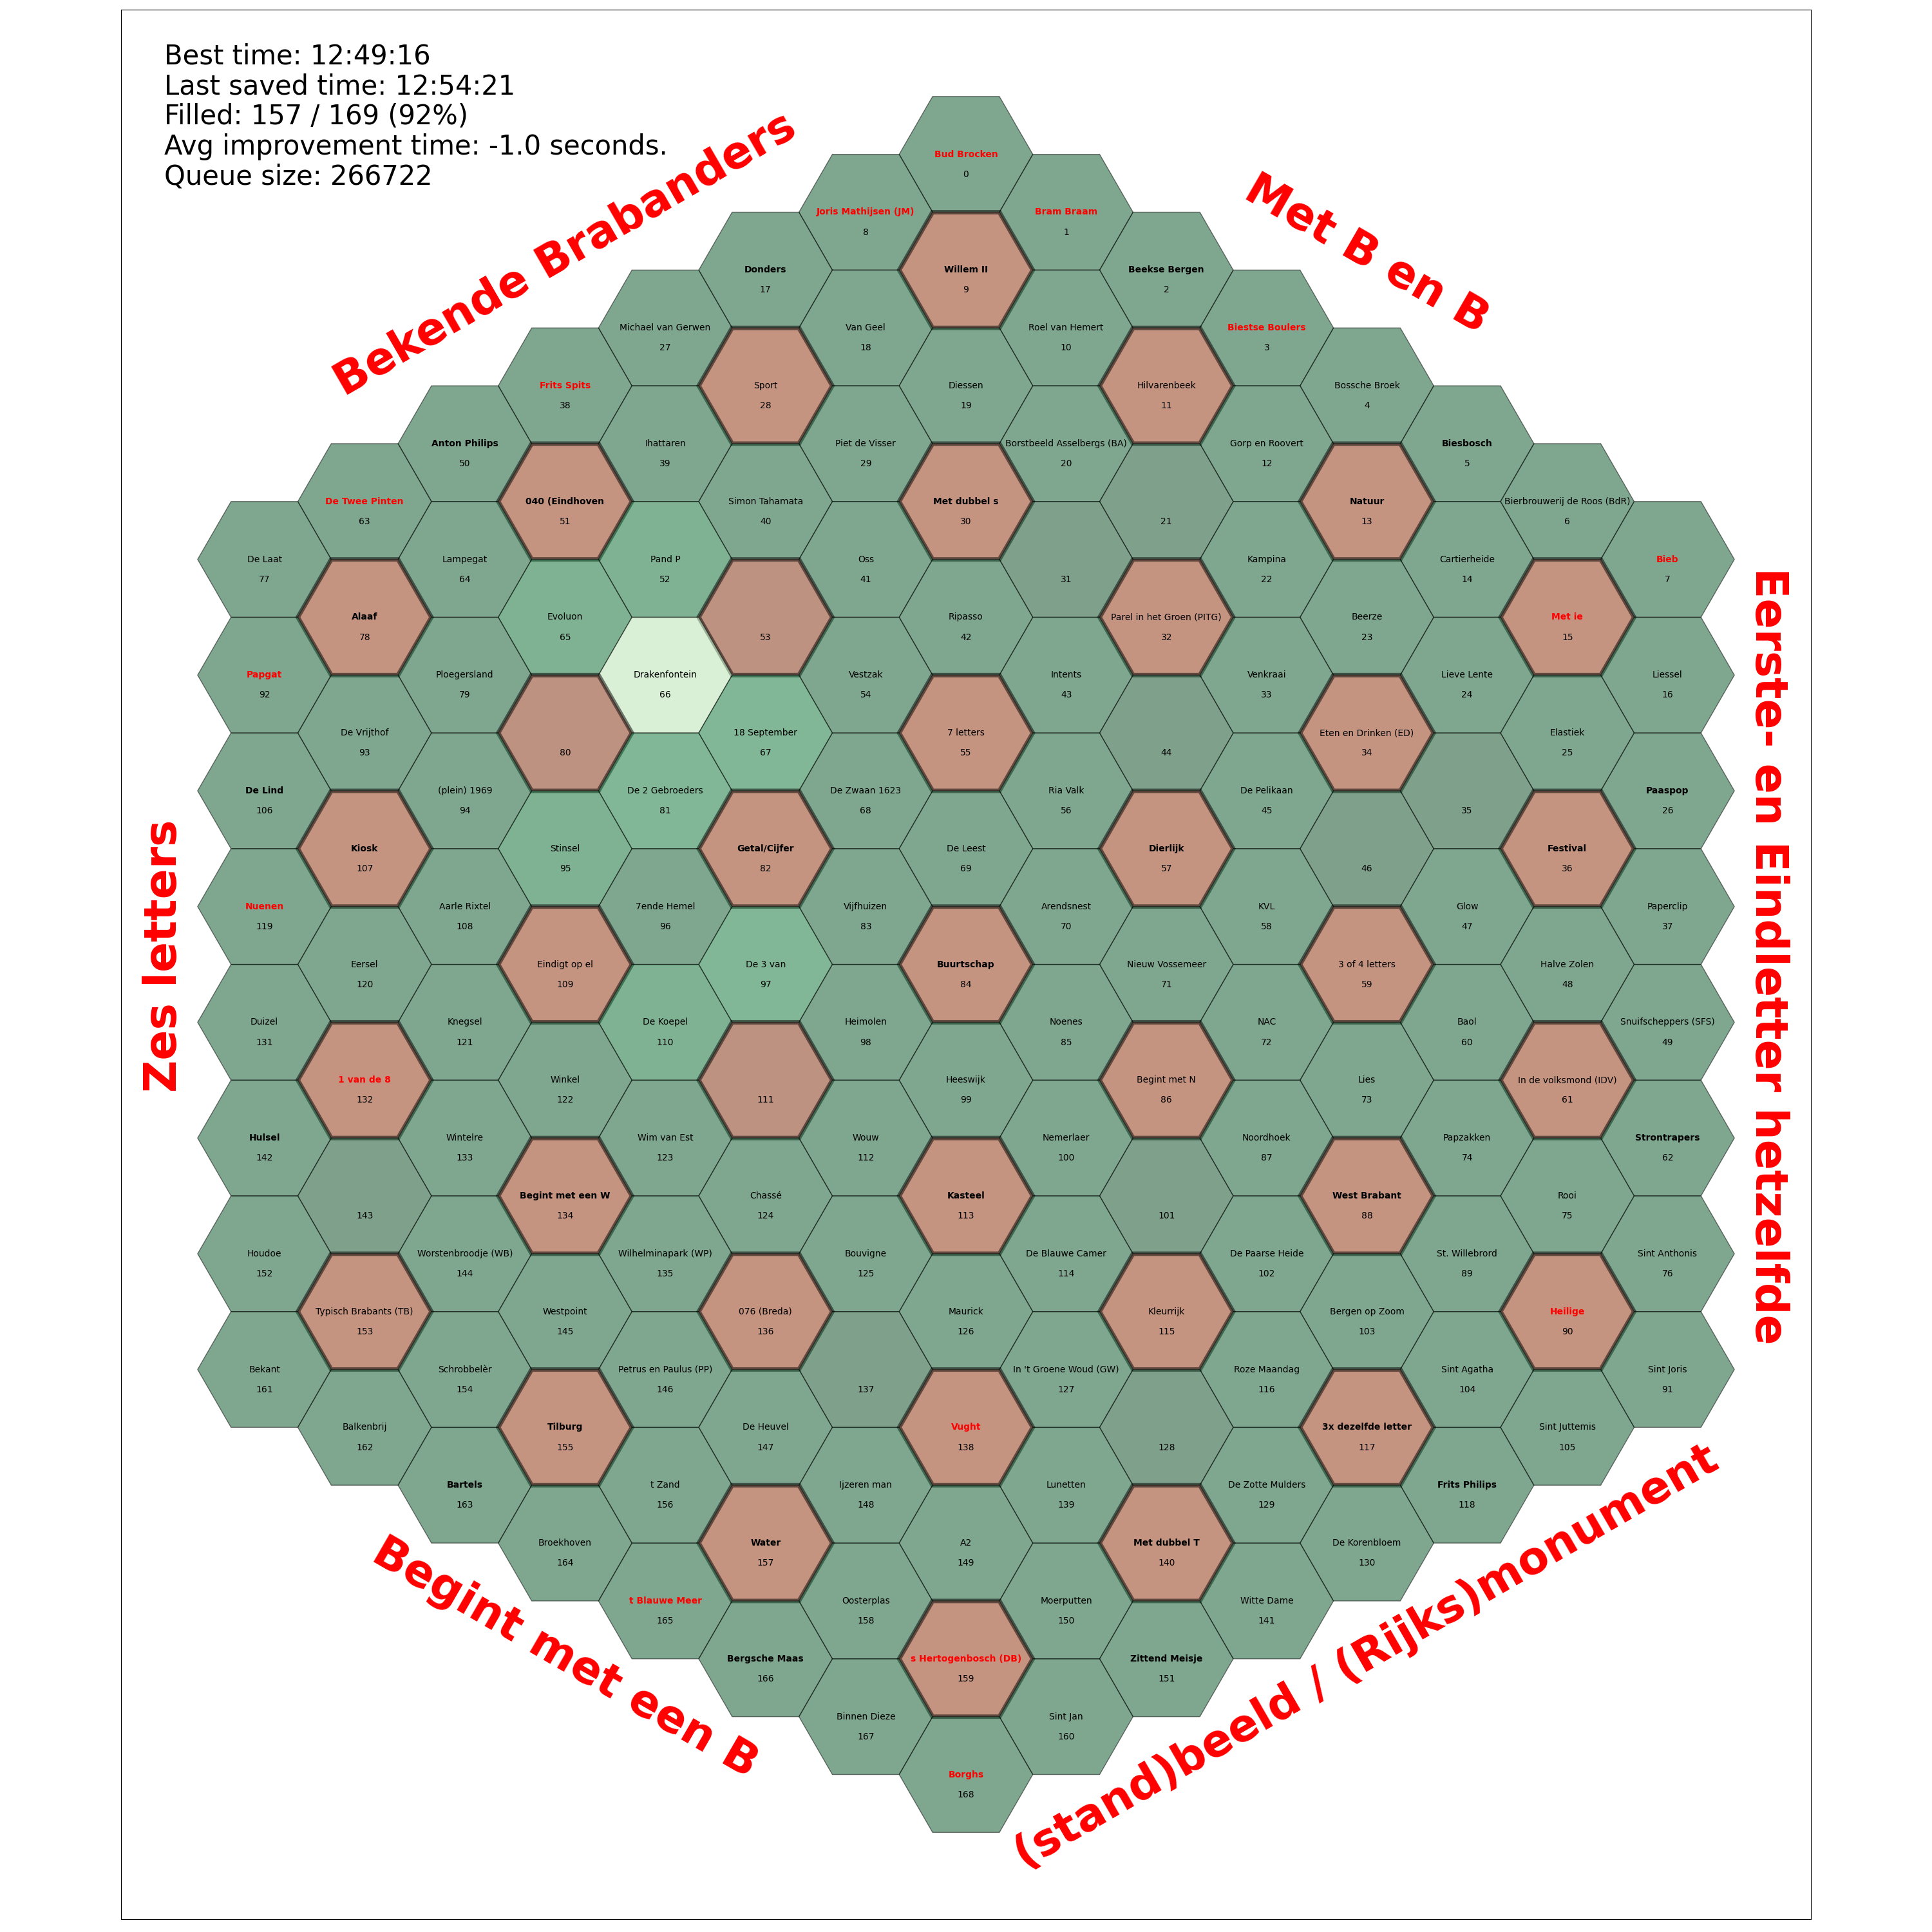 Best time: 12:49:16
Last saved time: 12:54:21
Filled: 157 / 169 (92%)
Avg improvement time: -1.0 seconds.
Queue size: 266722
Bekende Brabanders
Met B en B
Eerste- en Eindletter hetzelfde
(stand)beeld / (Rijks)monument
Begint met een B
Zes letters
Bud Brocken
0
Bram Braam
1
Beekse Bergen
2
Biestse Boulers
3
Bossche Broek
4
Biesbosch
5
Bierbrouwerij de Roos (BdR)
6
Bieb
7
Joris Mathijsen (JM)
8
Willem II
9
Roel van Hemert
10
Hilvarenbeek
11
Gorp en Roovert
12
Natuur
13
Cartierheide
14
Met ie
15
Liessel
16
Donders
17
Van Geel
18
Diessen
19
Borstbeeld Asselbergs (BA)
20
21
Kampina
22
Beerze
23
Lieve Lente
24
Elastiek
25
Paaspop
26
Michael van Gerwen
27
Sport
28
Piet de Visser
29
Met dubbel s
30
31
Parel in het Groen (PITG)
32
Venkraai
33
Eten en Drinken (ED)
34
35
Festival
36
Paperclip
37
Frits Spits
38
Ihattaren
39
Simon Tahamata
40
Oss
41
Ripasso
42
Intents
43
44
De Pelikaan
45
46
Glow
47
Halve Zolen
48
Snuifscheppers (SFS)
49
Anton Philips
50
040 (Eindhoven
51
Pand P
52
53
Vestzak
54
7 letters
55
Ria Valk
56
Dierlijk
57
KVL
58
3 of 4 letters
59
Baol
60
In de volksmond (IDV)
61
Strontrapers
62
De Twee Pinten
63
Lampegat
64
Evoluon
65
Drakenfontein
66
18 September
67
De Zwaan 1623
68
De Leest
69
Arendsnest
70
Nieuw Vossemeer
71
NAC
72
Lies
73
Papzakken
74
Rooi
75
Sint Anthonis
76
De Laat
77
Alaaf
78
Ploegersland
79
80
De 2 Gebroeders
81
Getal/Cijfer
82
Vijfhuizen
83
Buurtschap
84
Noenes
85
Begint met N
86
Noordhoek
87
West Brabant
88
St. Willebrord
89
Heilige
90
Sint Joris
91
Papgat
92
De Vrijthof
93
(plein) 1969
94
Stinsel
95
7ende Hemel
96
De 3 van
97
Heimolen
98
Heeswijk
99
Nemerlaer
100
101
De Paarse Heide
102
Bergen op Zoom
103
Sint Agatha
104
Sint Juttemis
105
De Lind
106
Kiosk
107
Aarle Rixtel
108
Eindigt op el
109
De Koepel
110
111
Wouw
112
Kasteel
113
De Blauwe Camer
114
Kleurrijk
115
Roze Maandag
116
3x dezelfde letter
117
Frits Philips
118
Nuenen
119
Eersel
120
Knegsel
121
Winkel
122
Wim van Est
123
Chassé
124
Bouvigne
125
Maurick
126
In 't Groene Woud (GW)
127
128
De Zotte Mulders
129
De Korenbloem
130
Duizel
131
1 van de 8
132
Wintelre
133
Begint met een W
134
Wilhelminapark (WP)
135
076 (Breda)
136
137
Vught
138
Lunetten
139
Met dubbel T
140
Witte Dame
141
Hulsel
142
143
Worstenbroodje (WB)
144
Westpoint
145
Petrus en Paulus (PP)
146
De Heuvel
147
Ijzeren man
148
A2
149
Moerputten
150
Zittend Meisje
151
Houdoe
152
Typisch Brabants (TB)
153
Schrobbelèr
154
Tilburg
155
t Zand
156
Water
157
Oosterplas
158
s Hertogenbosch (DB)
159
Sint Jan
160
Bekant
161
Balkenbrij
162
Bartels
163
Broekhoven
164
t Blauwe Meer
165
Bergsche Maas
166
Binnen Dieze
167
Borghs
168